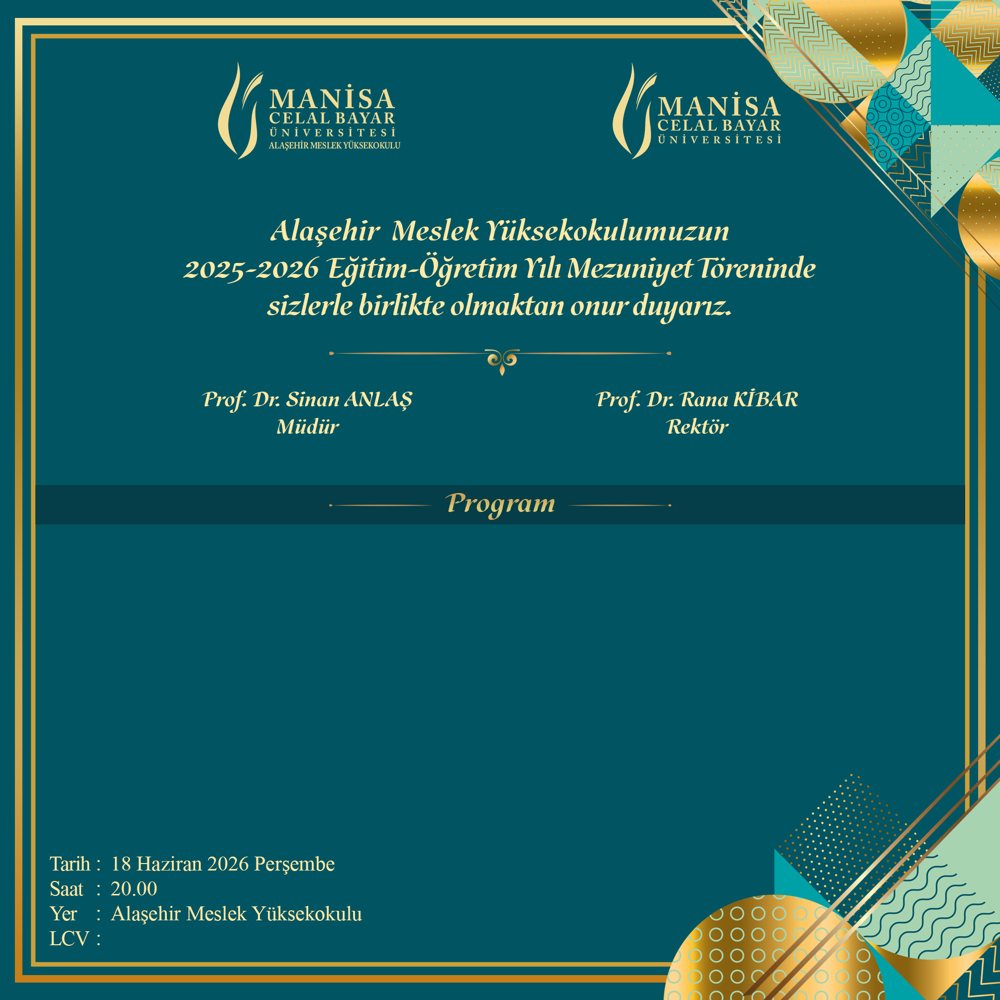 MANİSA
CELAL BAYAR
ÜNİVERSİTESİ
ALAŞEHİR MESLEK YÜKSEKOKULU
MANİSA
CELAL BAYAR
ÜNİVERSİTESİ
Alaşehir Meslek Yüksekokulumuzun
2025-2026 Eğitim-Öğretim Yılı Mezuniyet Töreninde
sizlerle birlikte olmaktan onur duyarız.
Prof. Dr. Sinan ANLAŞ
Müdür
Prof. Dr. Rana KİBAR
Rektör
Program
Tarih : 18 Haziran 2026 Perşembe
Saat : 20.00
Yer : Alaşehir Meslek Yüksekokulu
LCV :